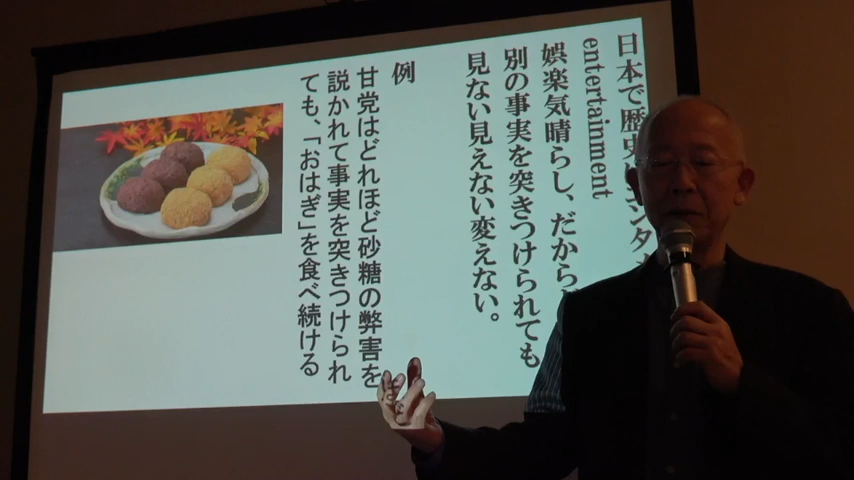 日本で歴史エンタメ
entertainment
娯楽気晴らし、だから
別の事実を突きつけられても
見ない見えない変えない。
例
甘党はどれほど砂糖の弊害を
説かれて事実を突きつけられ
ても、「おはぎ」を食べ続ける